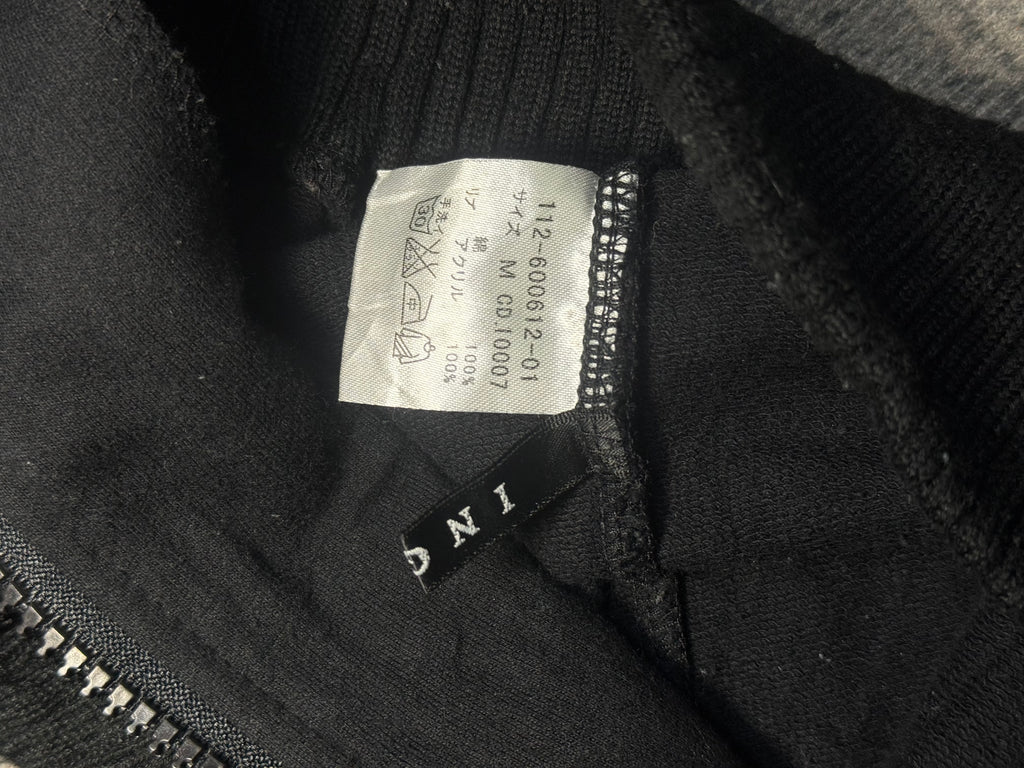 112-600612-01
サイズ M CD10007
綿 100%
リブ アクリル 100%
手洗イ
30
中
I N